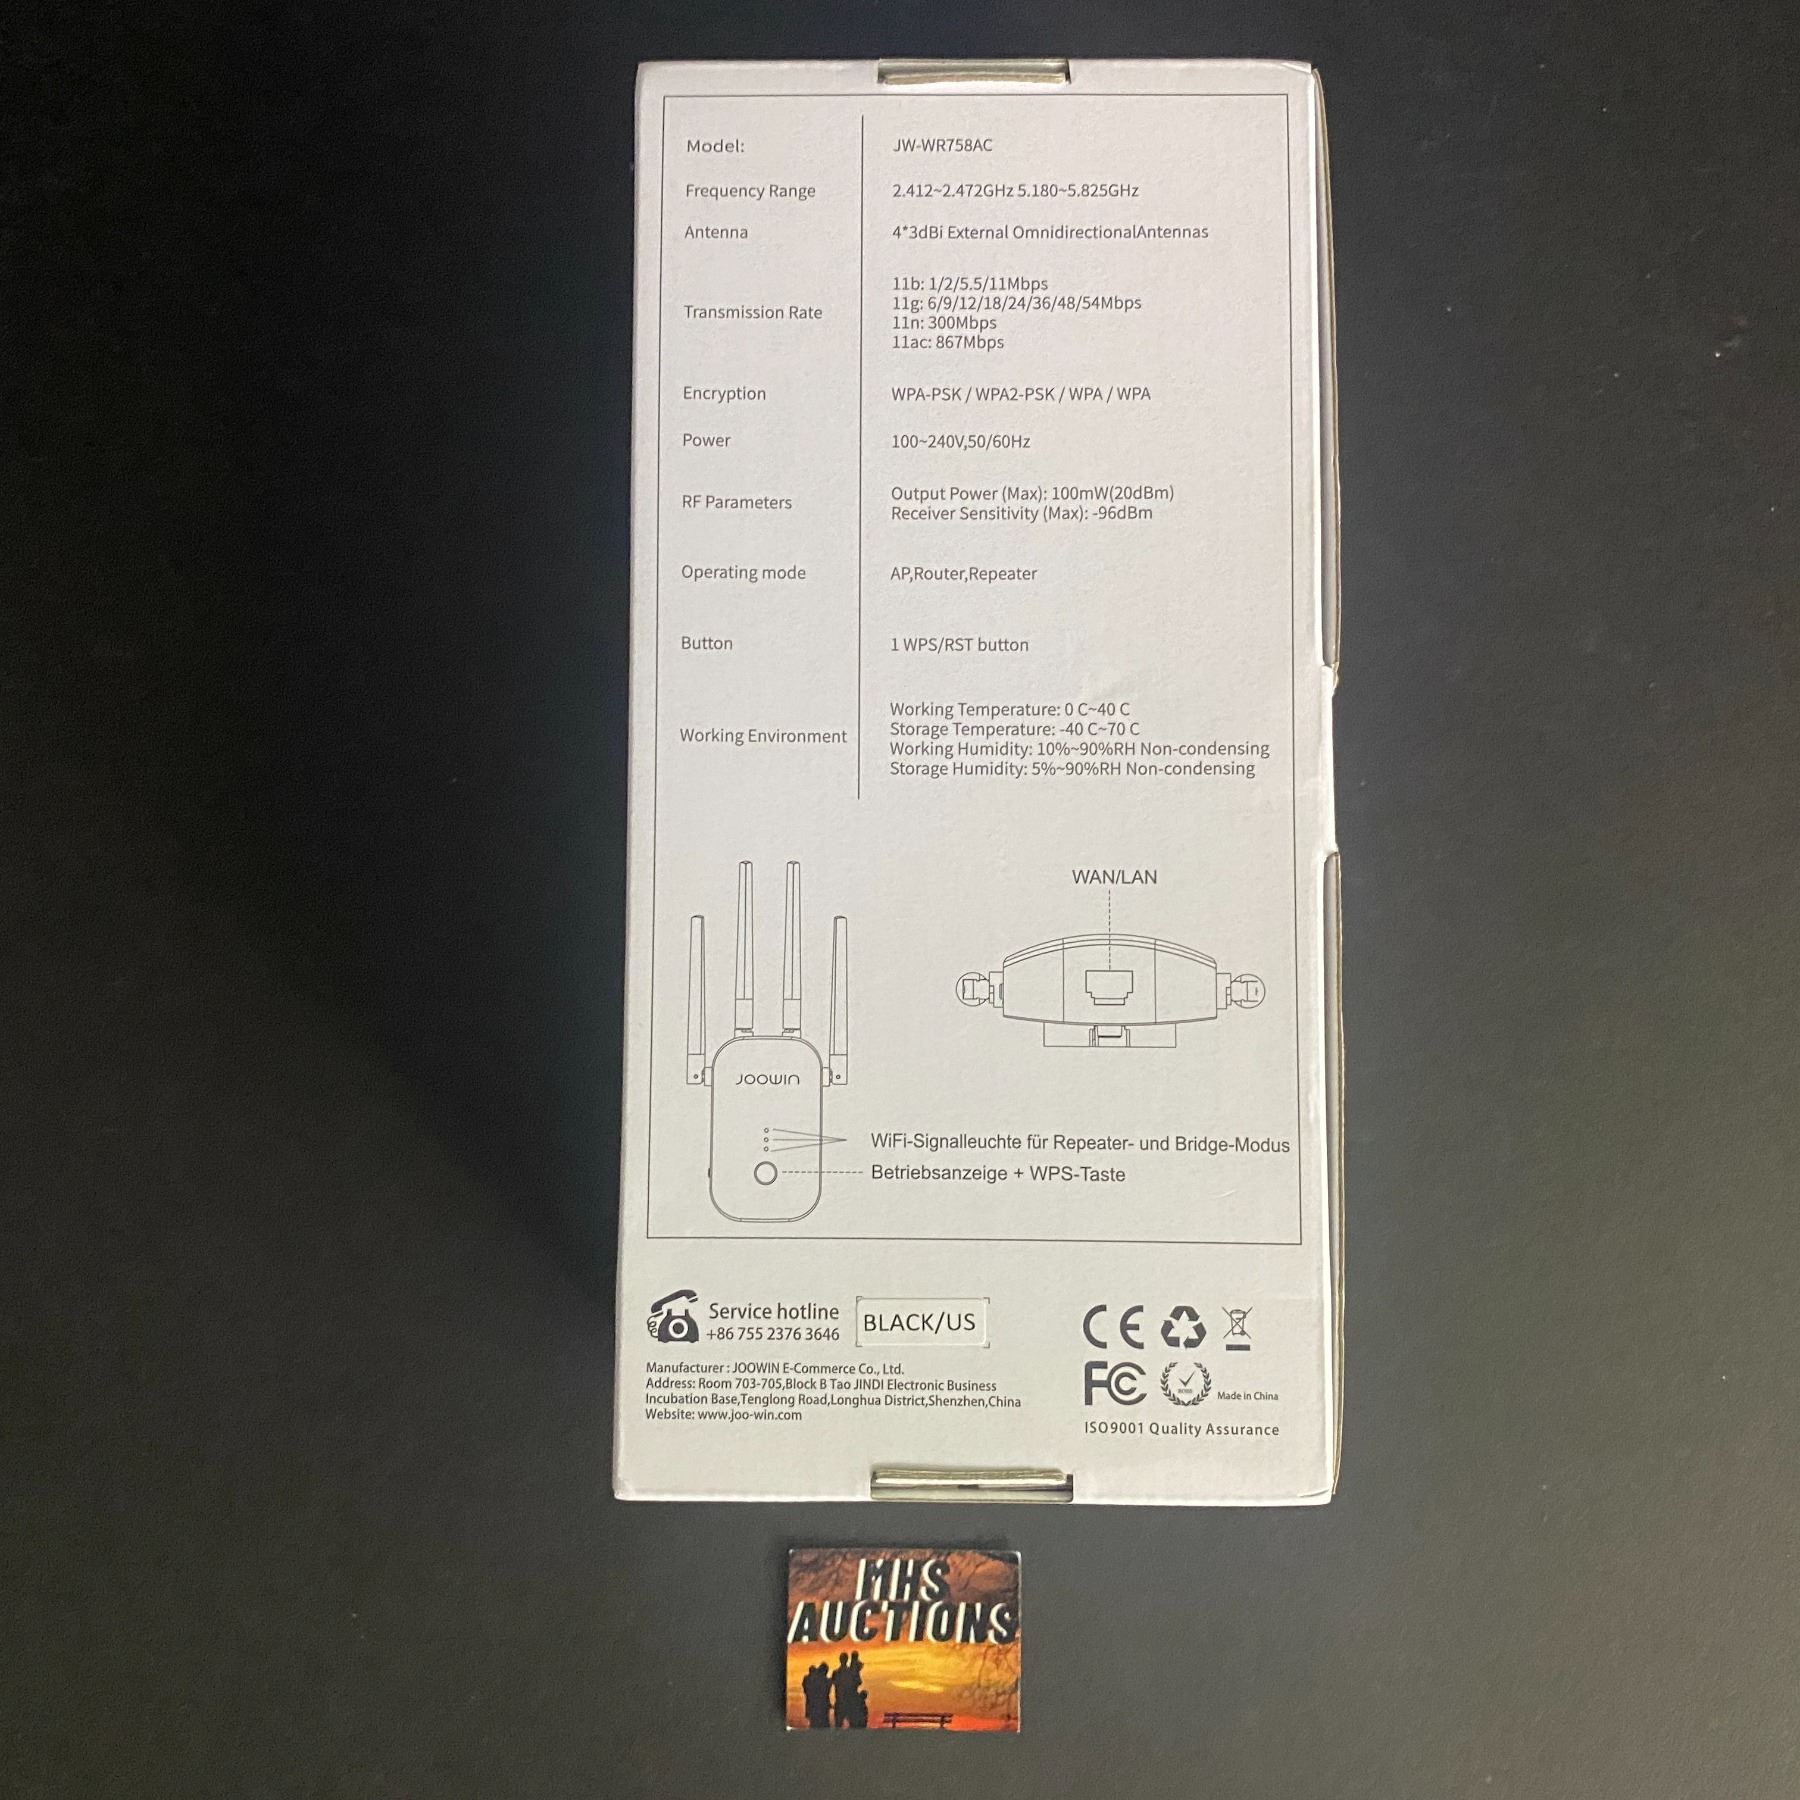 Model: JW-WR758AC
Frequency Range 2.412~2.472GHz 5.180~5.825GHz
Antenna 4*3dBi External OmnidirectionalAntennas
Transmission Rate
11b: 1/2/5.5/11Mbps
11g: 6/9/12/18/24/36/48/54Mbps
11n: 300Mbps
11ac: 867Mbps
Encryption WPA-PSK / WPA2-PSK / WPA / WPA
Power 100~240V,50/60Hz
RF Parameters
Output Power (Max): 100mW(20dBm)
Receiver Sensitivity (Max): -96dBm
Operating mode AP,Router,Repeater
Button 1 WPS/RST button
Working Environment
Working Temperature: 0 C~40 C
Storage Temperature: -40 C~70 C
Working Humidity: 10%~90%RH Non-condensing
Storage Humidity: 5%~90%RH Non-condensing
WAN/LAN
JOOWIN
WiFi-Signalleuchte für Repeater- und Bridge-Modus
Betriebsanzeige + WPS-Taste
Service hotline
+86 755 2376 3646
BLACK/US
Manufacturer : JOOWIN E-Commerce Co., Ltd.
Address: Room 703-705,Block B Tao JINDI Electronic Business
Incubation Base,Tenglong Road,Longhua District,Shenzhen,China
Website: www.joo-win.com
CE
FC
Made in China
ISO9001 Quality Assurance
MHS
AUCTIONS